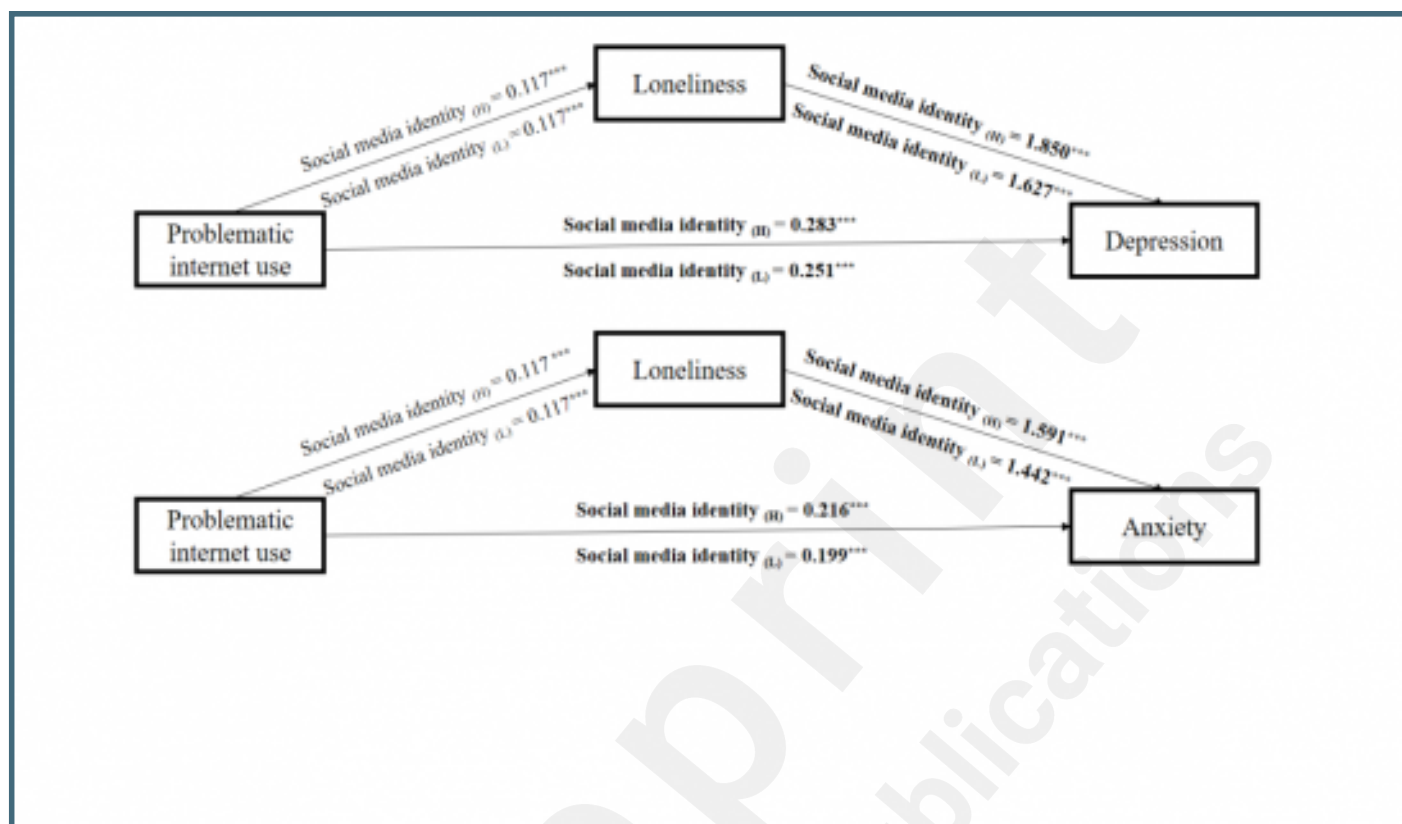 Loneliness
Social media identity (H) = 0.117***
Social media identity (L) = 0.117***
Social media identity (H) = 1.850***
Social media identity (L) = 1.627***
Problematic
internet use
Social media identity (H) = 0.283***
Social media identity (L) = 0.251***
Depression
Loneliness
Social media identity (H) = 0.117***
Social media identity (L) = 0.117***
Social media identity (H) = 1.591***
Social media identity (L) = 1.442***
Problematic
internet use
Social media identity (H) = 0.216***
Social media identity (L) = 0.199***
Anxiety
print
blications